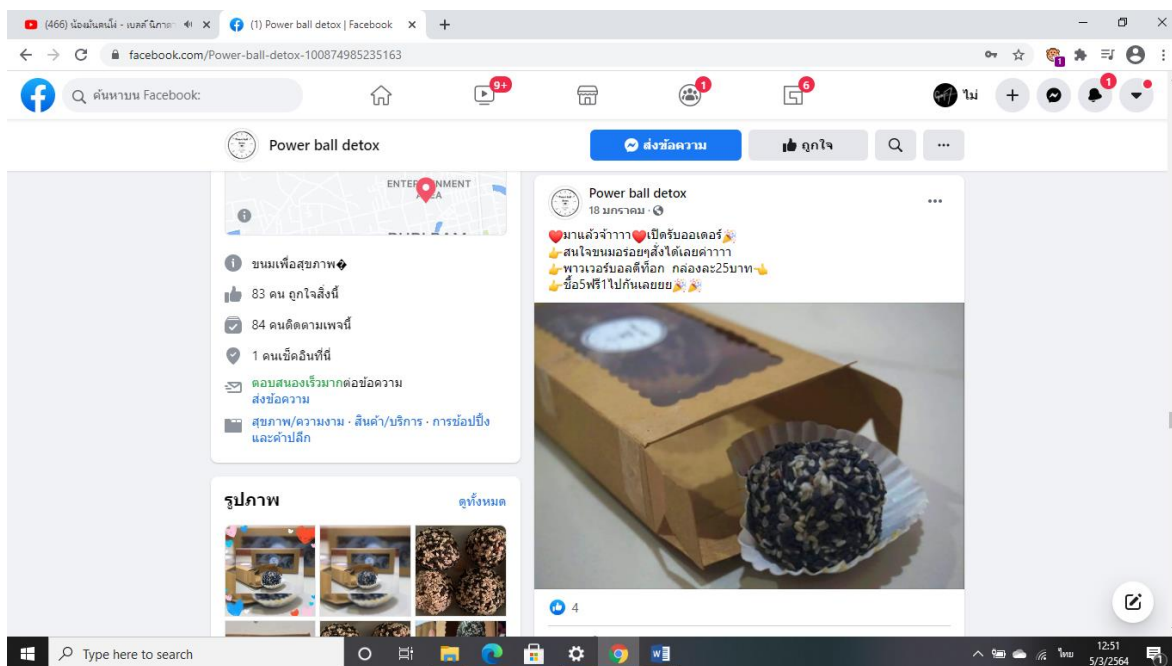 (466) น้องมันตนโง่ - เบลล์ นิภาดา
(1) Power ball detox | Facebook
facebook.com/Power-ball-detox-100874985235163
ค้นหาบน Facebook:
9+
1
6
ไม่
1
Power ball detox
ส่งข้อความ
ถูกใจ
ENTERTAINMENT
ขนมเพื่อสุขภาพ�
83 คน ถูกใจสิ่งนี้
84 คนติดตามเพจนี้
1 คนเช็คอินที่นี่
ตอบสนองเร็วมากต่อข้อความ
ส่งข้อความ
สุขภาพ/ความงาม · สินค้า/บริการ · การช้อปปิ้ง
และค้าปลีก
รูปภาพ
ดูทั้งหมด
Power ball detox
18 มกราคม ·
❤️มาแล้วจ้าาาา❤️เปิดรับออเดอร์🎉
👉สนใจขนมอร่อยๆสั่งได้เลยค่าาาา
👉พาวเวอร์บอลดีท็อก กล่องละ25บาท👈
👉ซื้อ5ฟรี1ไปกันเลยยย🎉🎉
4
Type here to search
ไทย
12:51
5/3/2564